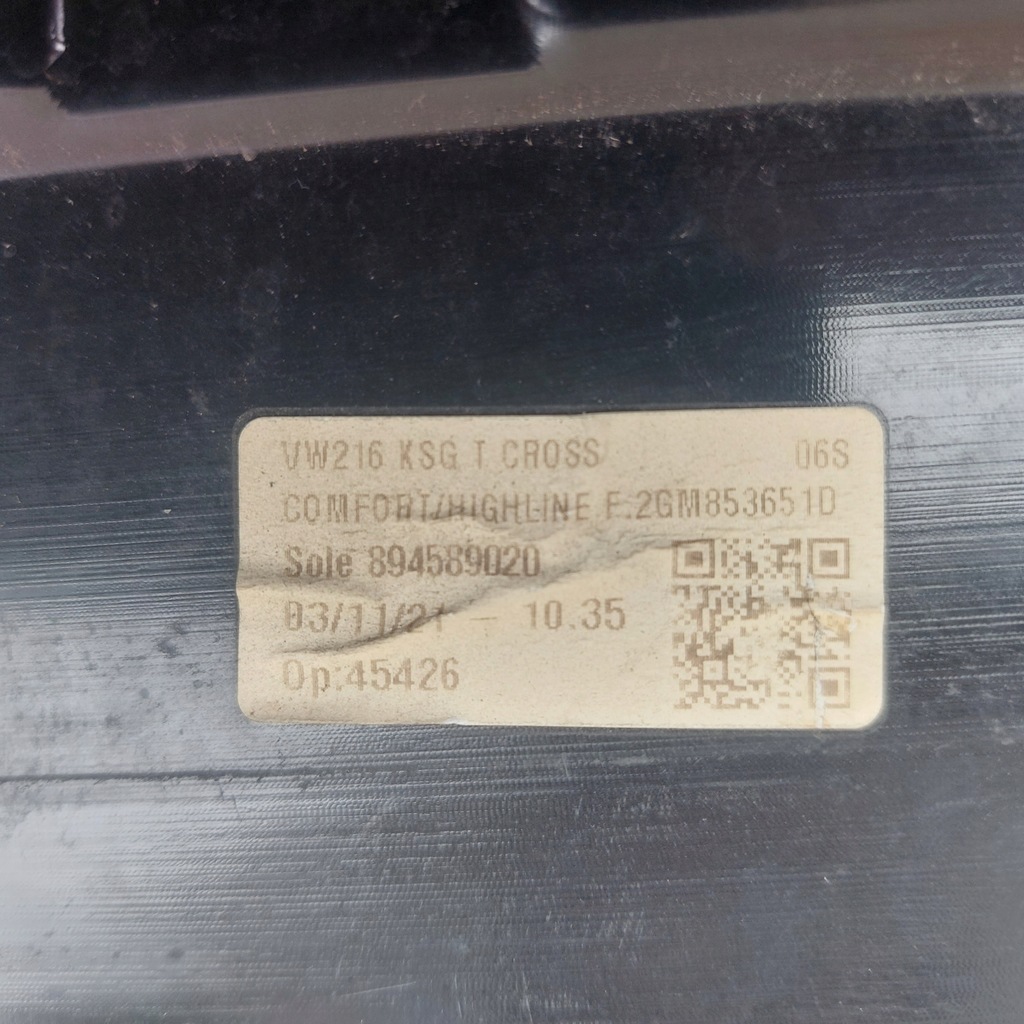 VW216 KSG T CROSS 06S
COMFORT/HIGHLINE F.2GM853651D
Sole 894589020
03/11/21 - 10.35
Op:45426